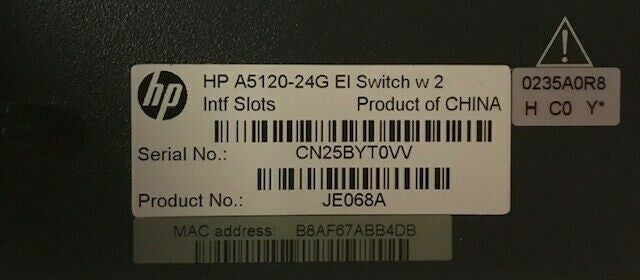 hp
HP A5120-24G EI Switch w 2
Intf Slots Product of CHINA
Serial No.: CN25BYT0VV
Product No.: JE068A
MAC address: B8AF67ABB4DB
0235A0R8
H C0 Y*